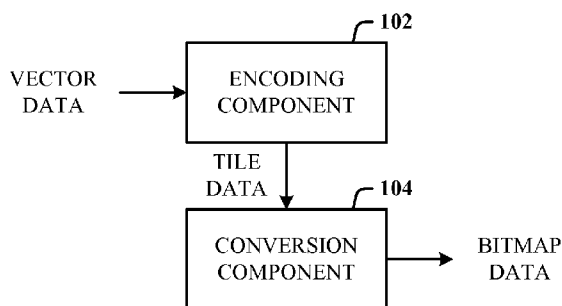 102
VECTOR
DATA
ENCODING
COMPONENT
TILE
DATA
104
CONVERSION
COMPONENT
BITMAP
DATA